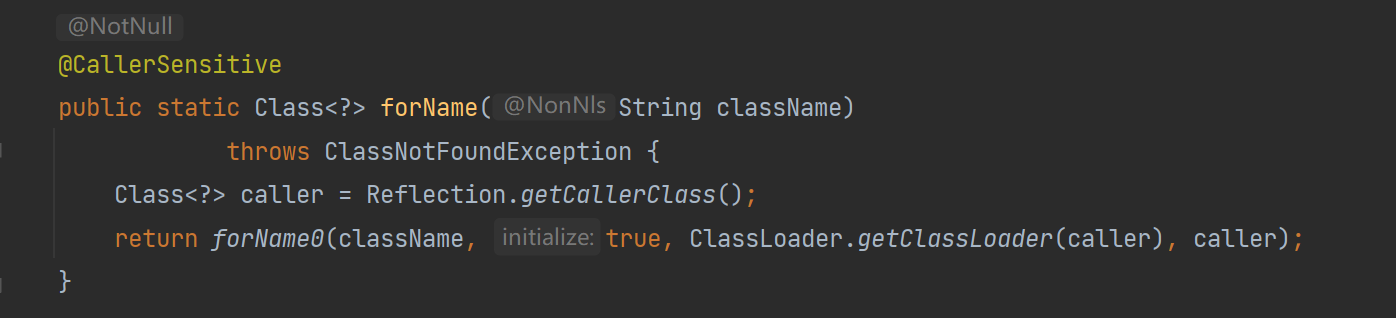 @NotNull
@CallerSensitive
public static Class<?> forName( @NonNls String className)
throws ClassNotFoundException {
Class<?> caller = Reflection.getCallerClass();
return forName0(className, initialize: true, ClassLoader.getClassLoader(caller), caller);
}